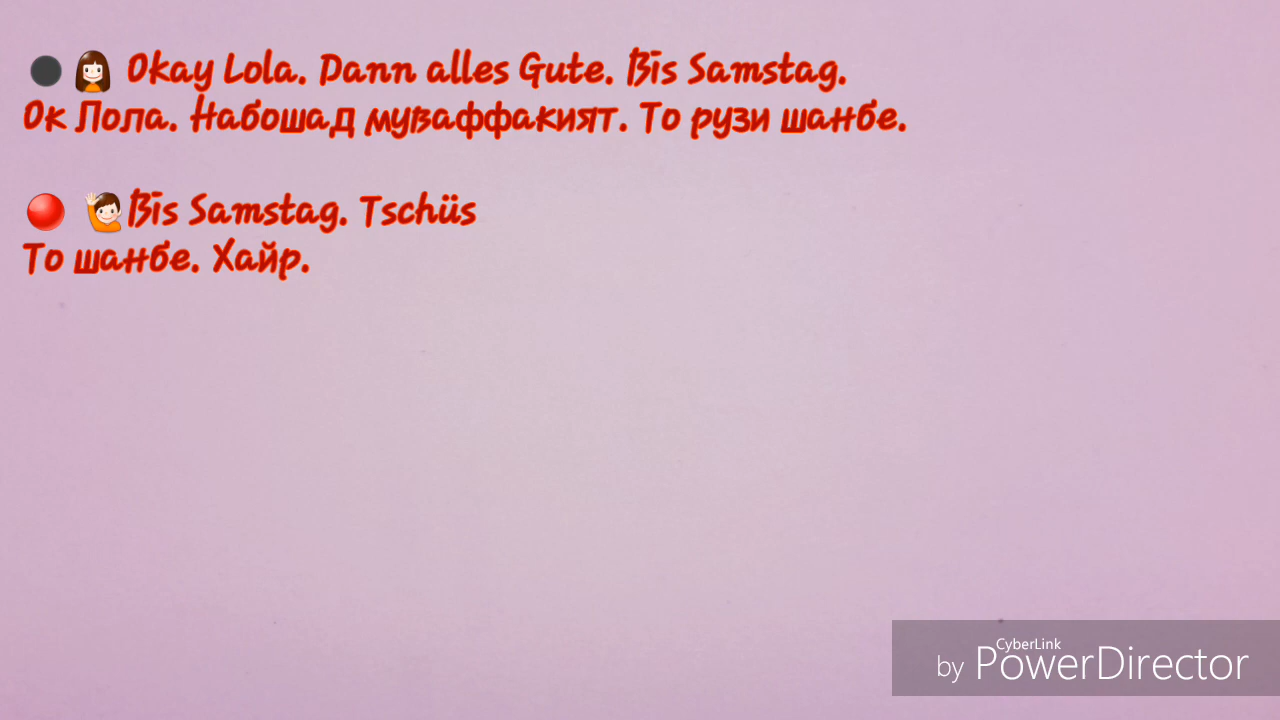 Okay Lola. Dann alles Gute. Bis Samstag.
Ок Лола. Набошад муваффакият. То рузи шанбе.
Bis Samstag. Tschüs
То шанбе. Хайр.
CyberLink
by PowerDirector